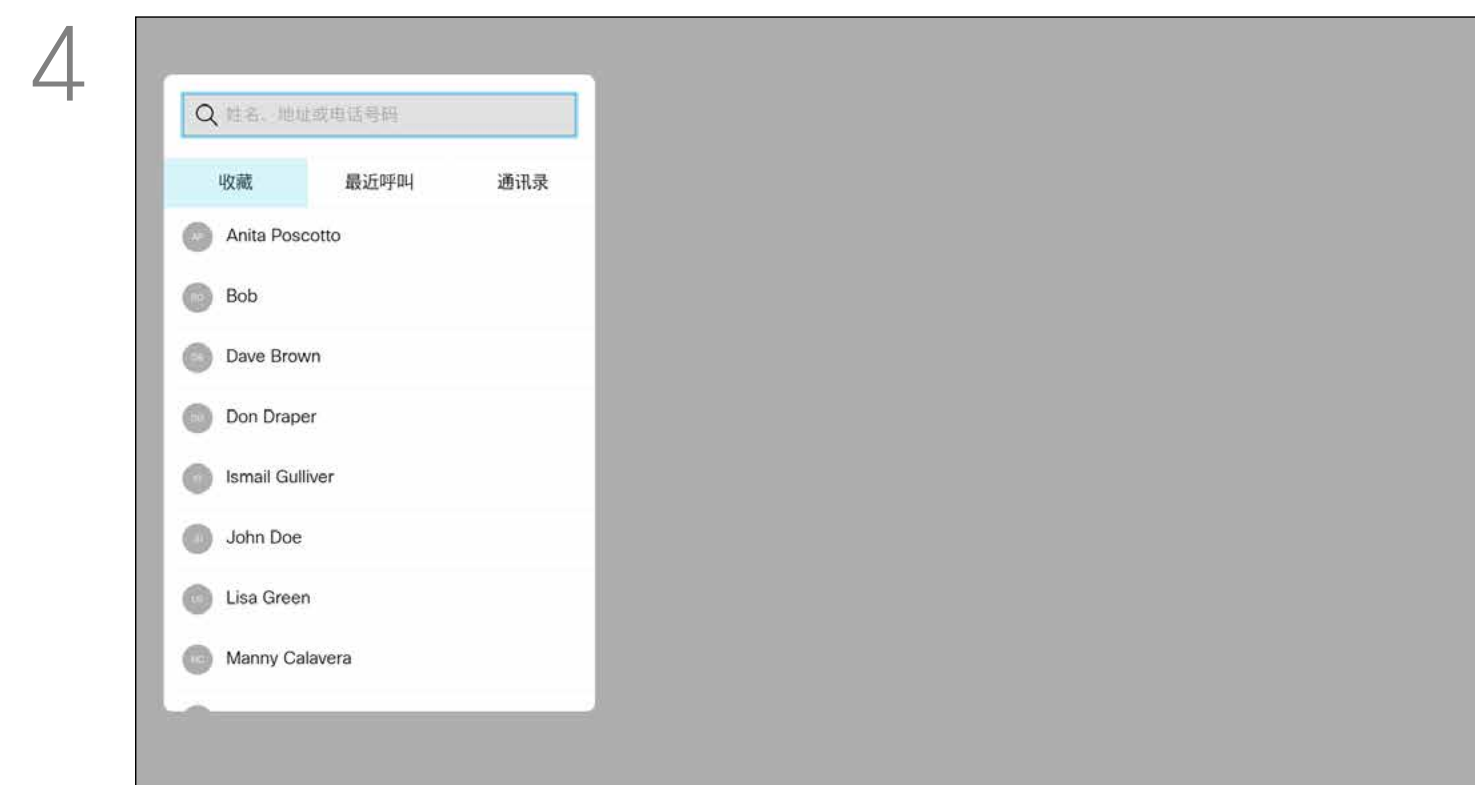 4
姓名、地址或电话号码
收藏 最近呼叫 通讯录
Anita Poscotto
Bob
Dave Brown
Don Draper
Ismail Gulliver
John Doe
Lisa Green
Manny Calavera